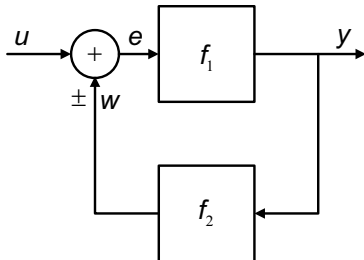 u + e f₁ y
± w
f₂